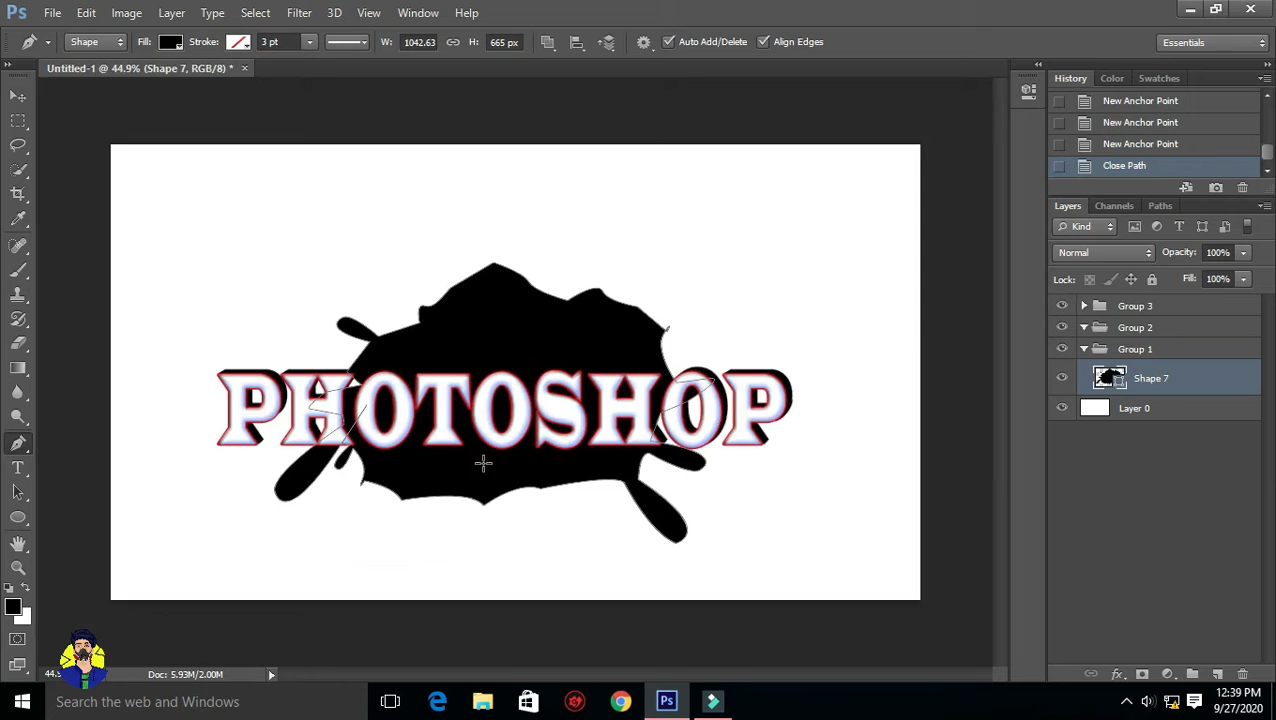 Ps File Edit Image Layer Type Select Filter 3D View Window Help
Shape Fill: Stroke: 3 pt W: 1042.63 H: 665 px Auto Add/Delete Align Edges Essentials
Untitled-1 @ 44.9% (Shape 7, RGB/8) * ×
History Color Swatches
New Anchor Point
New Anchor Point
New Anchor Point
Close Path
Layers Channels Paths
Kind
Normal Opacity: 100%
Lock: Fill: 100%
Group 3
Group 2
Group 1
Shape 7
Layer 0
PHOTOSHOP
Doc: 5.93M/2.00M
Search the web and Windows
Ps
12:39 PM
9/27/2020